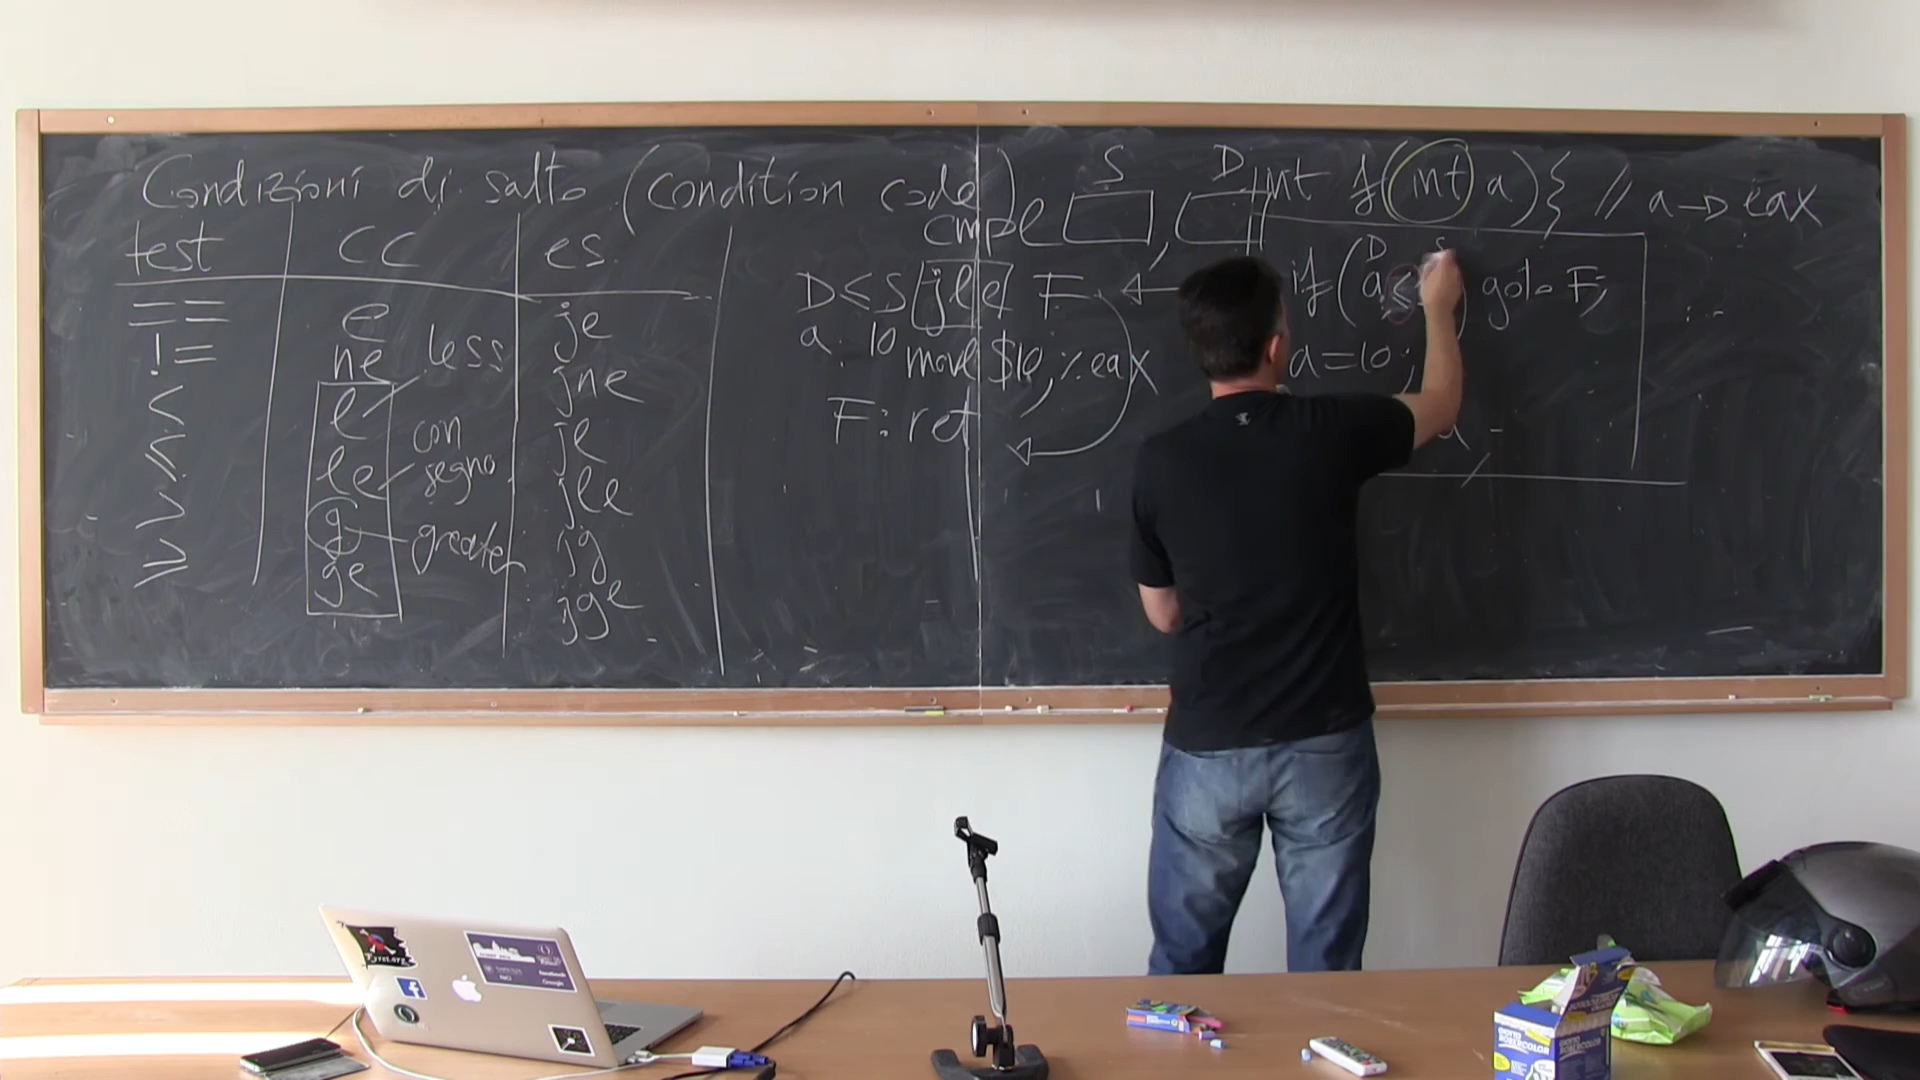 Condizioni di salto (condition code)
test CC es.
== e je
!= ne jne
< l jl
≤ le jle
> g jg
≥ ge jge
less
con
segno
greater
S D
cmpl ,
D≤S jle F
a 10
movl $10, %eax
F: ret
int f(int a){ // a → eax
D S
if (a≤ ) goto F;
a=10;